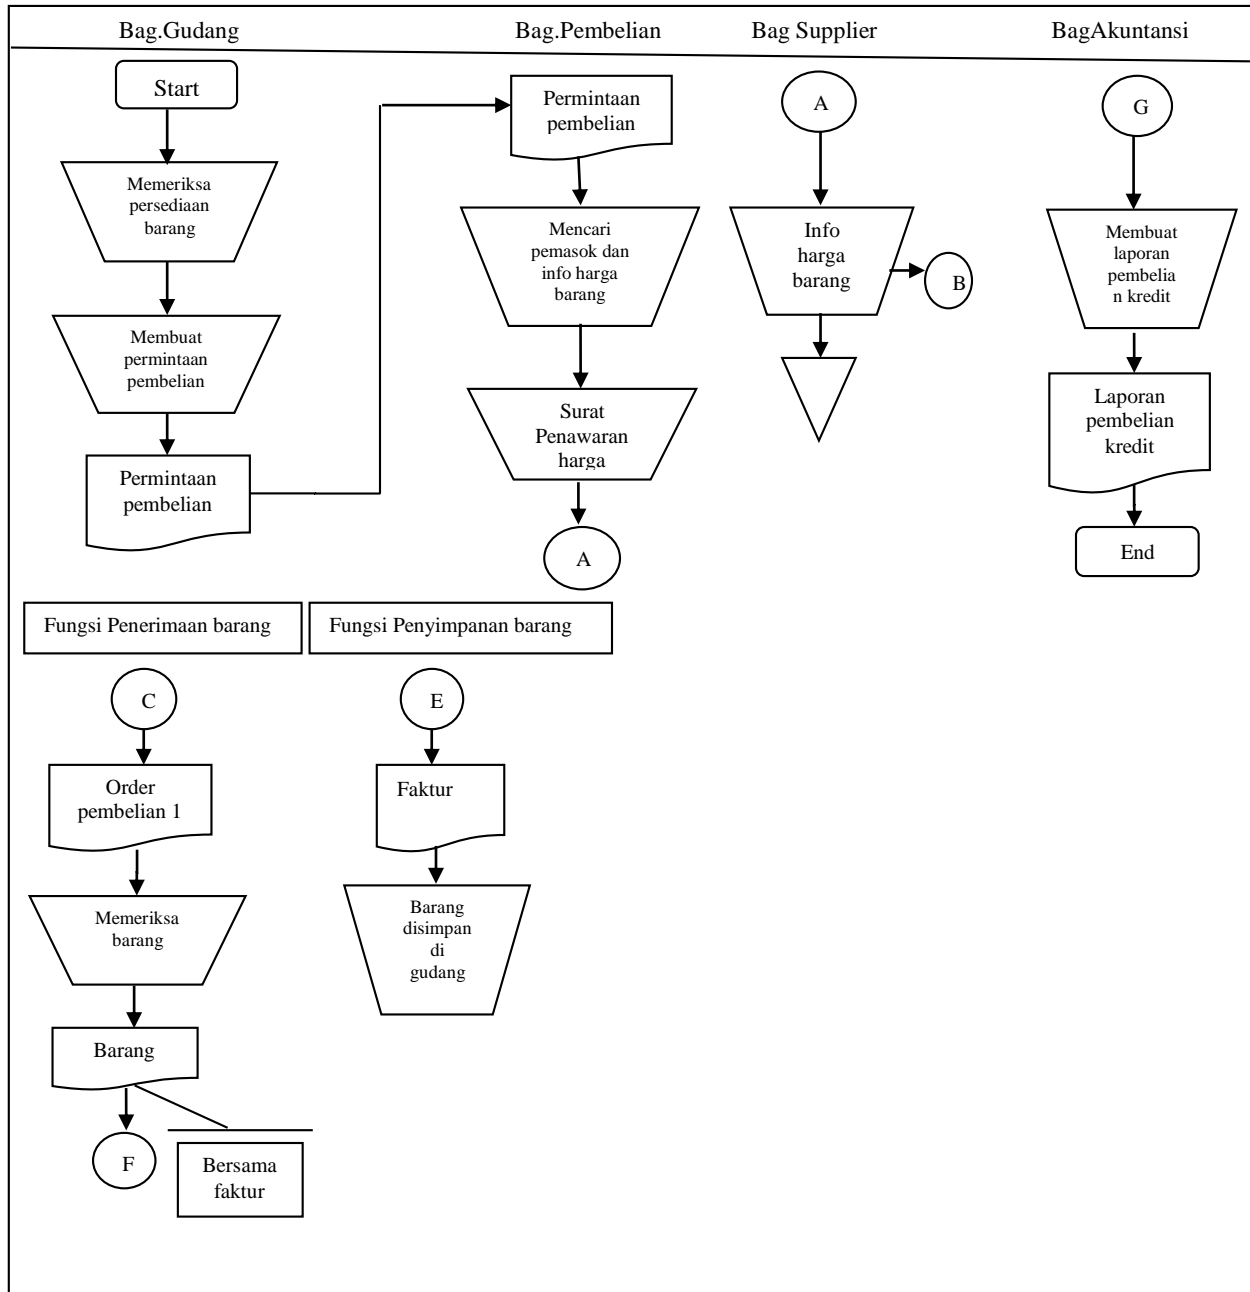 Bag.Gudang
Bag.Pembelian
Bag Supplier
BagAkuntansi
Start
Memeriksa
persediaan
barang
Membuat
permintaan
pembelian
Permintaan
pembelian
Permintaan
pembelian
Mencari
pemasok dan
info harga
barang
Surat
Penawaran
harga
A
A
Info
harga
barang
B
G
Membuat
laporan
pembelia
n kredit
Laporan
pembelian
kredit
End
Fungsi Penerimaan barang
Fungsi Penyimpanan barang
C
Order
pembelian 1
Memeriksa
barang
Barang
F
Bersama
faktur
E
Faktur
Barang
disimpan
di
gudang